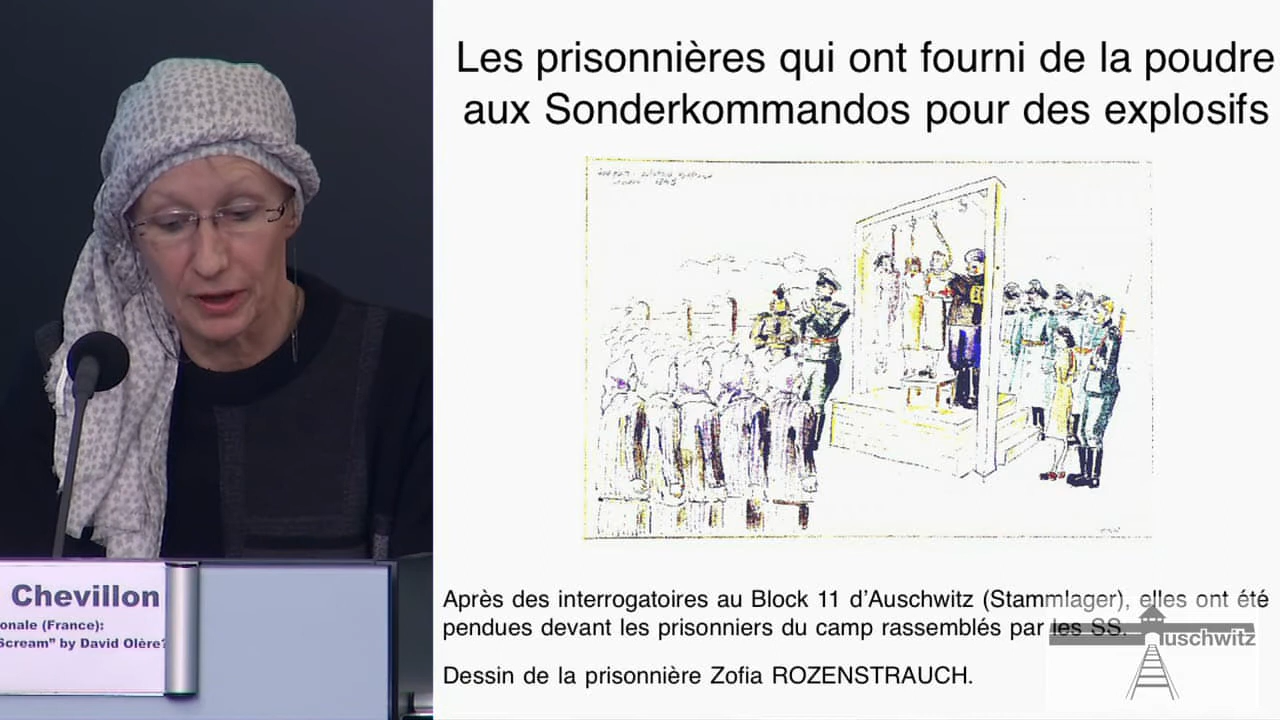 Les prisonnières qui ont fourni de la poudre
aux Sonderkommandos pour des explosifs
1945
Après des interrogatoires au Block 11 d'Auschwitz (Stammlager), elles ont été
pendues devant les prisonniers du camp rassemblés par les SS.
Dessin de la prisonnière Zofia ROZENSTRAUCH.
uschwitz
Chevillon
onale (France):
Scream" by David Olère?